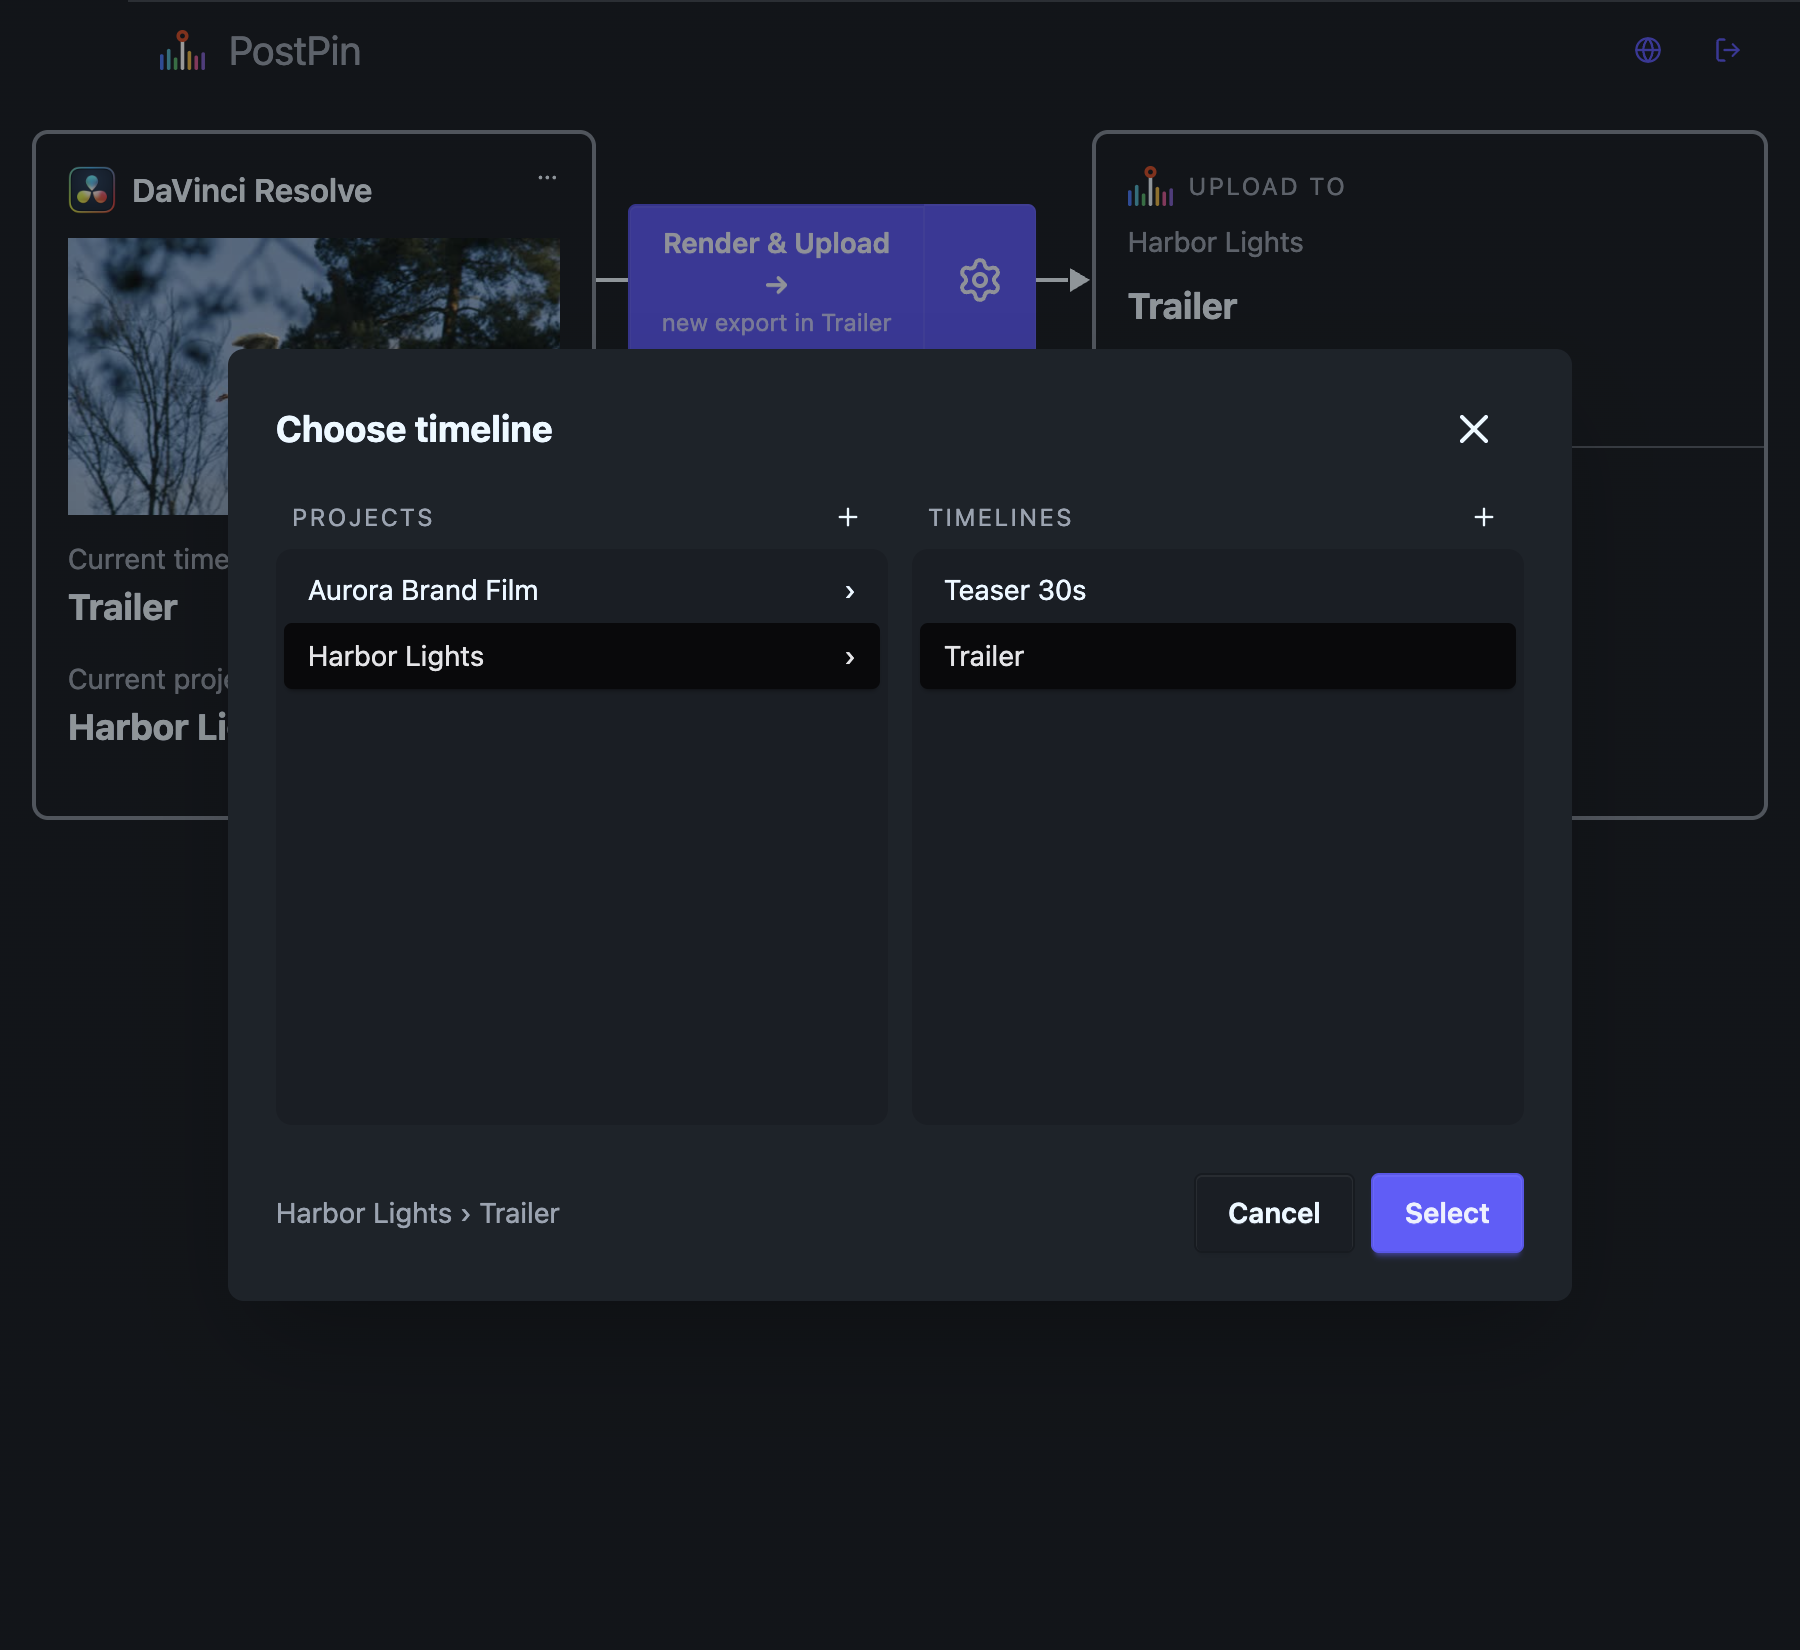 PostPin
DaVinci Resolve
...
Render & Upload
→
new export in Trailer
UPLOAD TO
Harbor Lights
Trailer
Current time
Trailer
Current proje
Harbor Li
Choose timeline
PROJECTS +
TIMELINES +
Aurora Brand Film ›
Harbor Lights ›
Teaser 30s
Trailer
Harbor Lights › Trailer
Cancel
Select